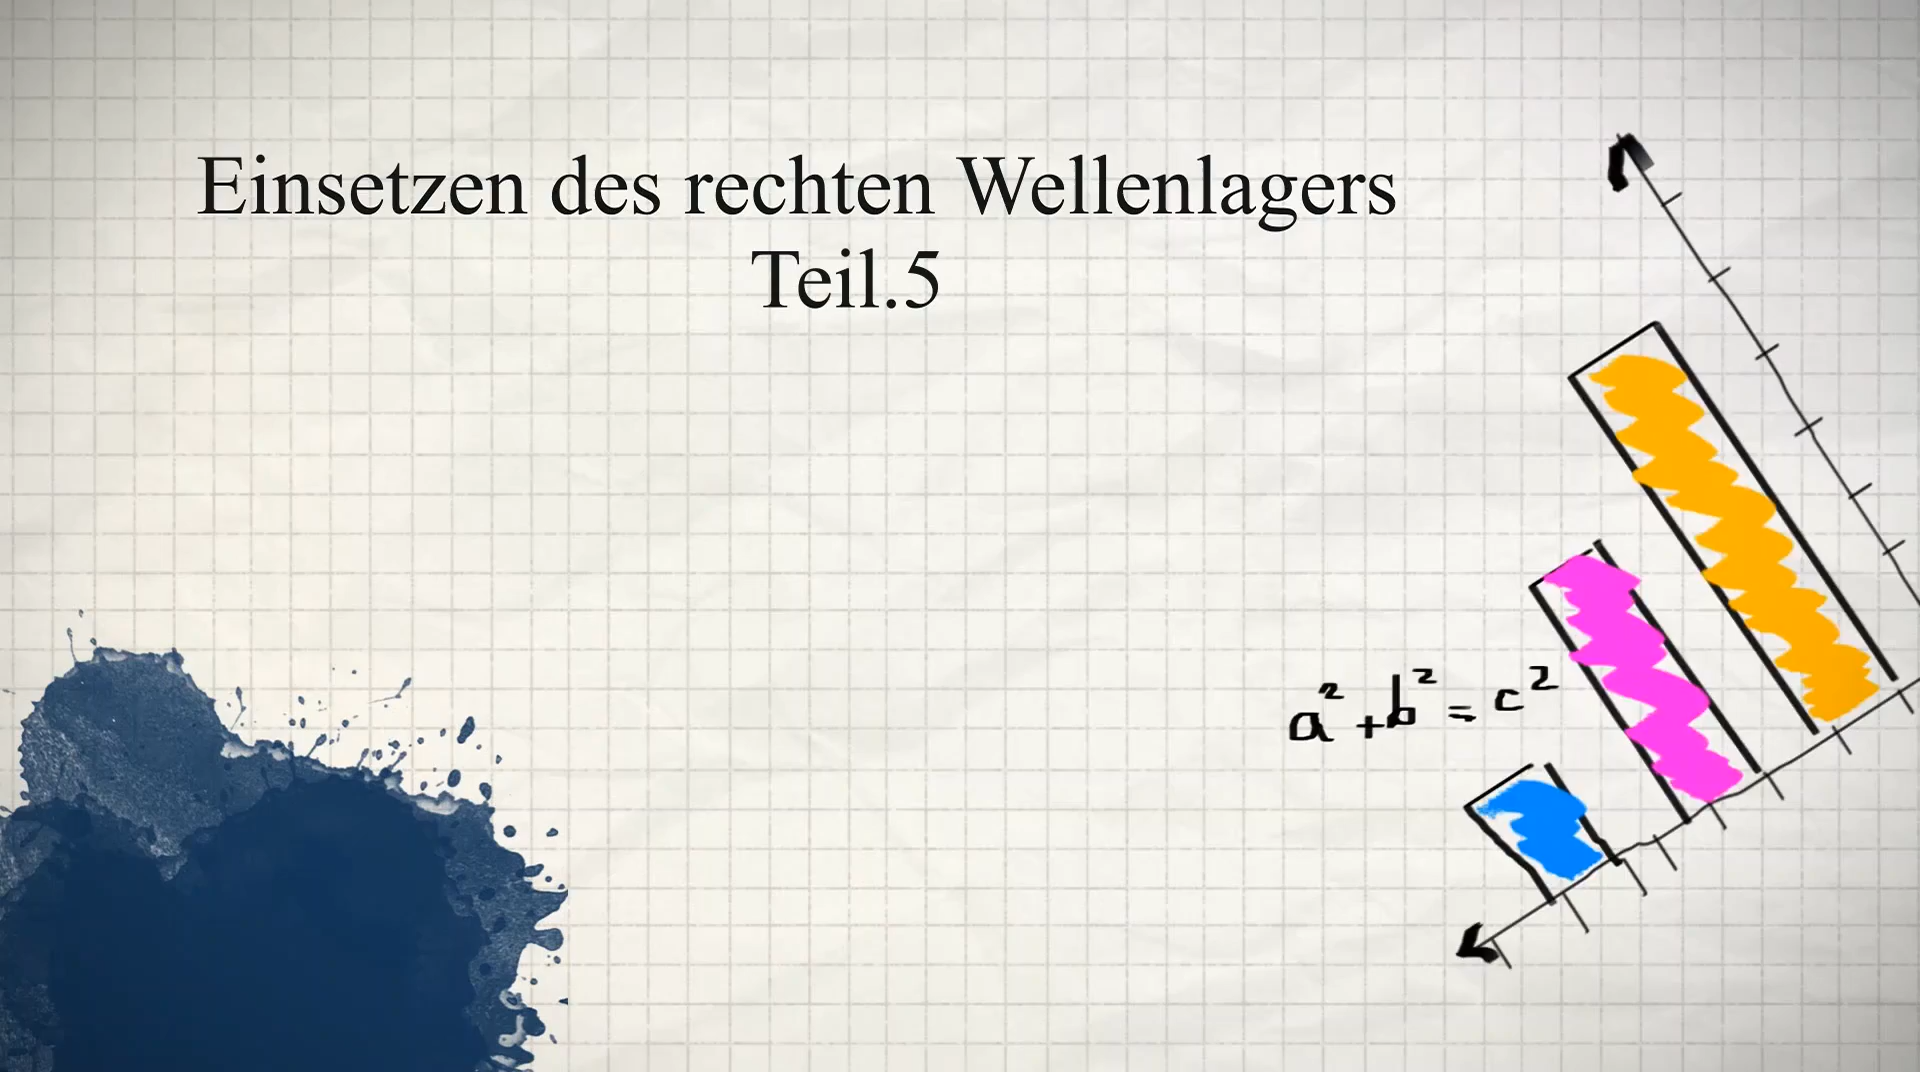 Einsetzen des rechten Wellenlagers
Teil.5
a² + b² = c²